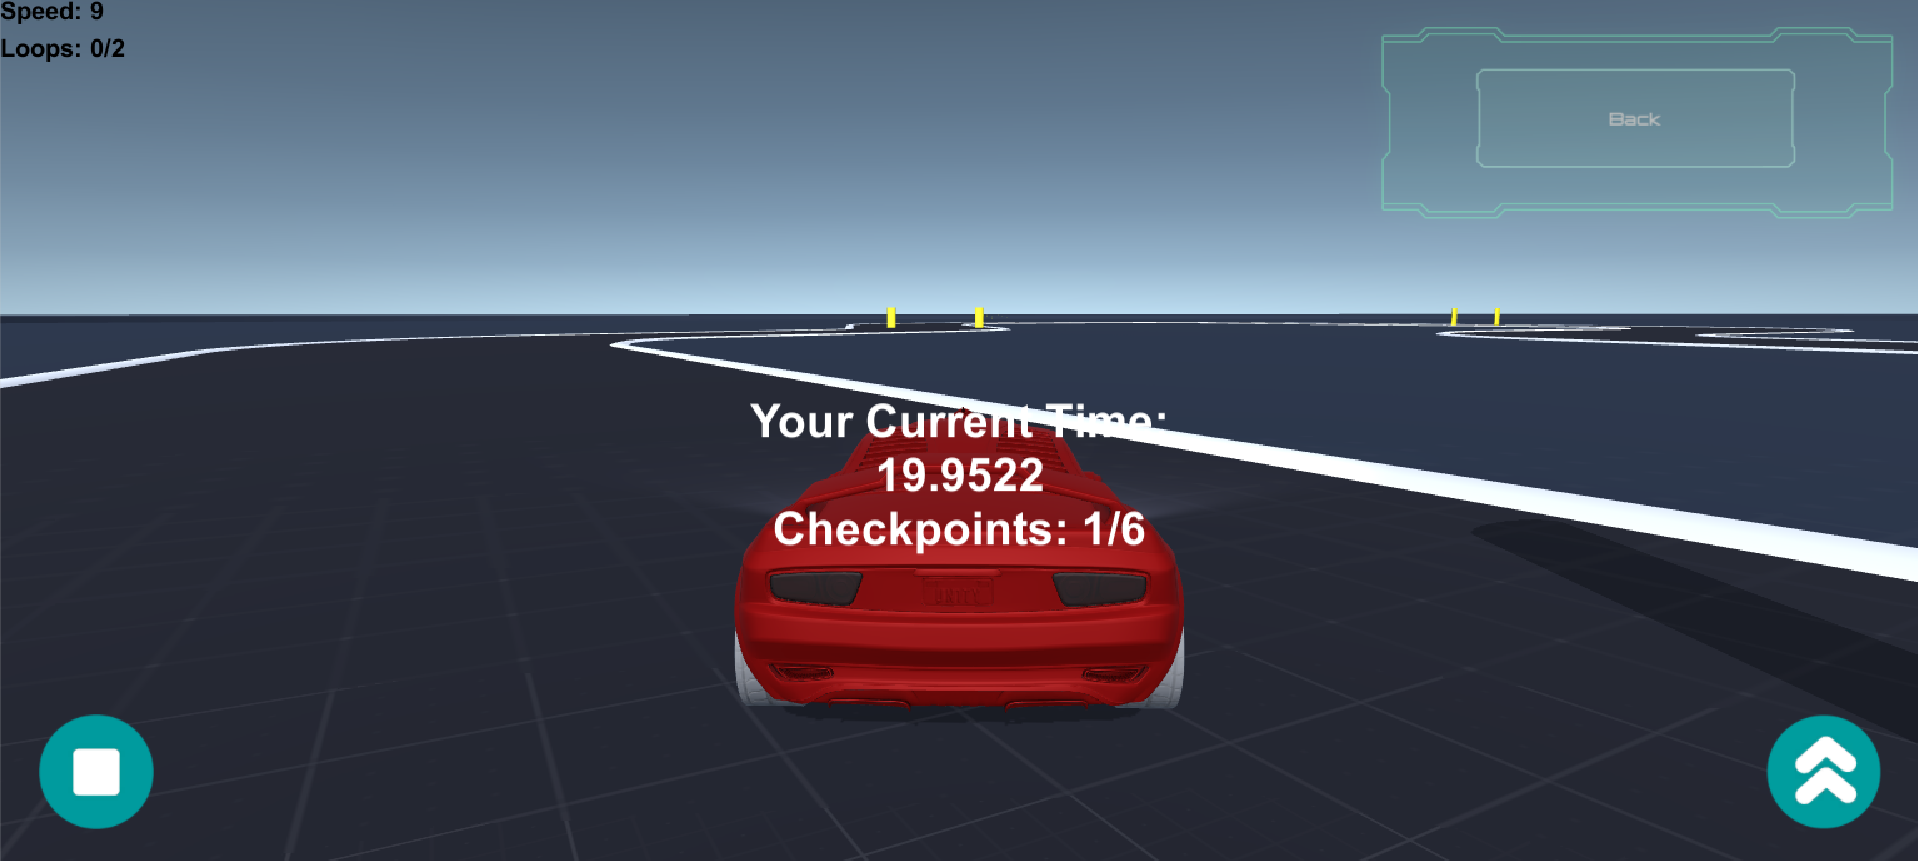 Speed: 9
Loops: 0/2
Back
Your Current Time:
19.9522
Checkpoints: 1/6